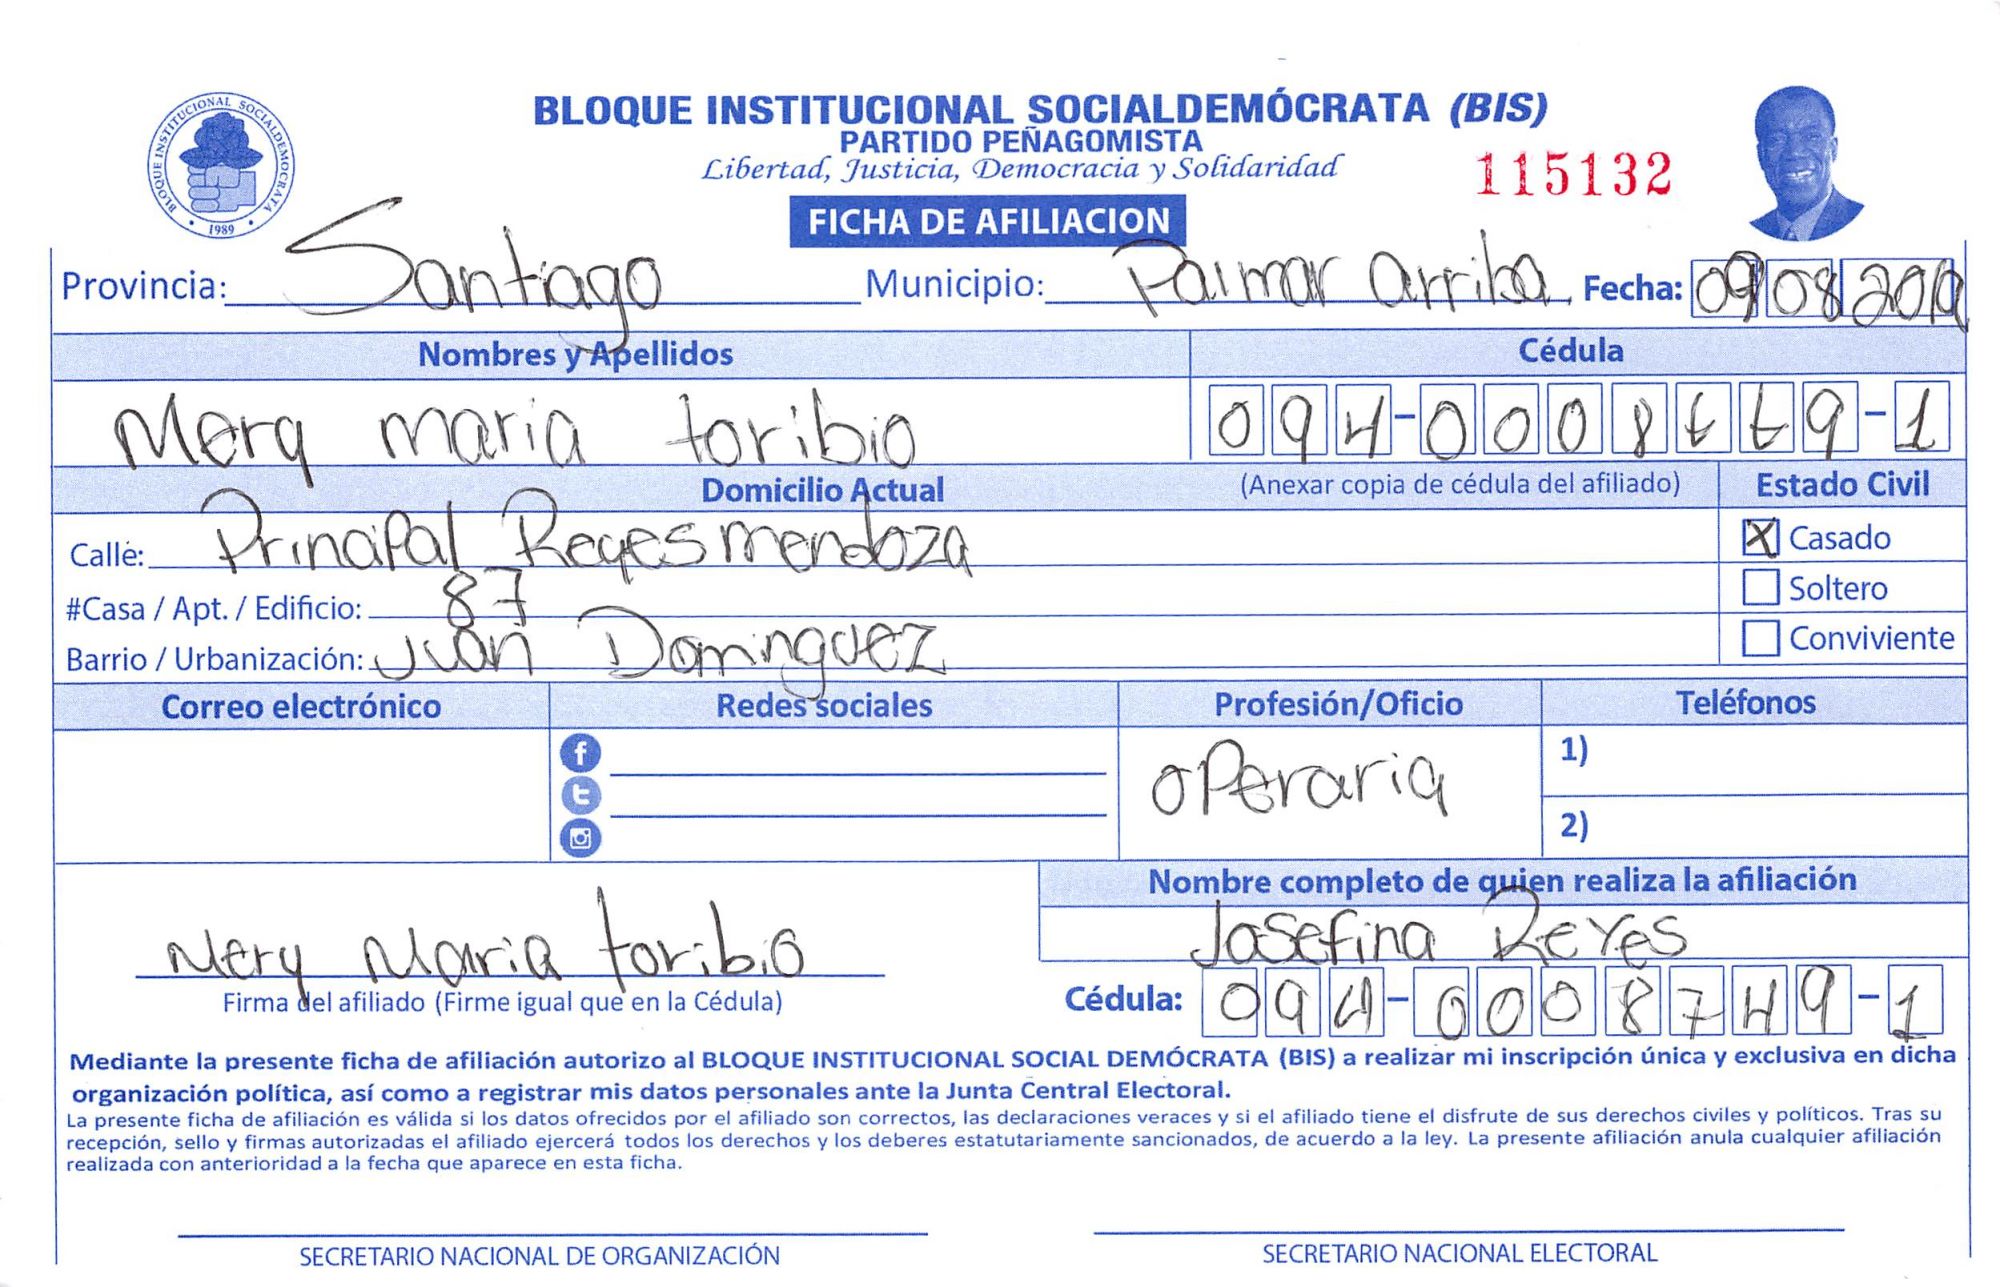 BLOQUE INSTITUCIONAL SOCIALDEMOCRATA
1989
BLOQUE INSTITUCIONAL SOCIALDEMÓCRATA (BIS)
PARTIDO PEÑAGOMISTA
Libertad, Justicia, Democracia y Solidaridad
115132
FICHA DE AFILIACION
Provincia: Santiago Municipio: Palmar Arriba Fecha: 09 08 2019
Nombres y Apellidos Cédula
Mery maria toribio 094-0008 9-1
Domicilio Actual (Anexar copia de cédula del afiliado) Estado Civil
Calle: Principal Reyes mendoza X Casado
#Casa / Apt. / Edificio: 87 Soltero
Barrio / Urbanización: Juan Dominguez Conviviente
Correo electrónico Redes sociales Profesión/Oficio Teléfonos
operaria 1)
2)
Nombre completo de quien realiza la afiliación
Josefina Reyes
Mery Maria toribio
Firma del afiliado (Firme igual que en la Cédula) Cédula: 094-0008749-1
Mediante la presente ficha de afiliación autorizo al BLOQUE INSTITUCIONAL SOCIAL DEMÓCRATA (BIS) a realizar mi inscripción única y exclusiva en dicha
organización política, así como a registrar mis datos personales ante la Junta Central Electoral.
La presente ficha de afiliación es válida si los datos ofrecidos por el afiliado son correctos, las declaraciones veraces y si el afiliado tiene el disfrute de sus derechos civiles y políticos. Tras su
recepción, sello y firmas autorizadas el afiliado ejercerá todos los derechos y los deberes estatutariamente sancionados, de acuerdo a la ley. La presente afiliación anula cualquier afiliación
realizada con anterioridad a la fecha que aparece en esta ficha.
SECRETARIO NACIONAL DE ORGANIZACIÓN SECRETARIO NACIONAL ELECTORAL